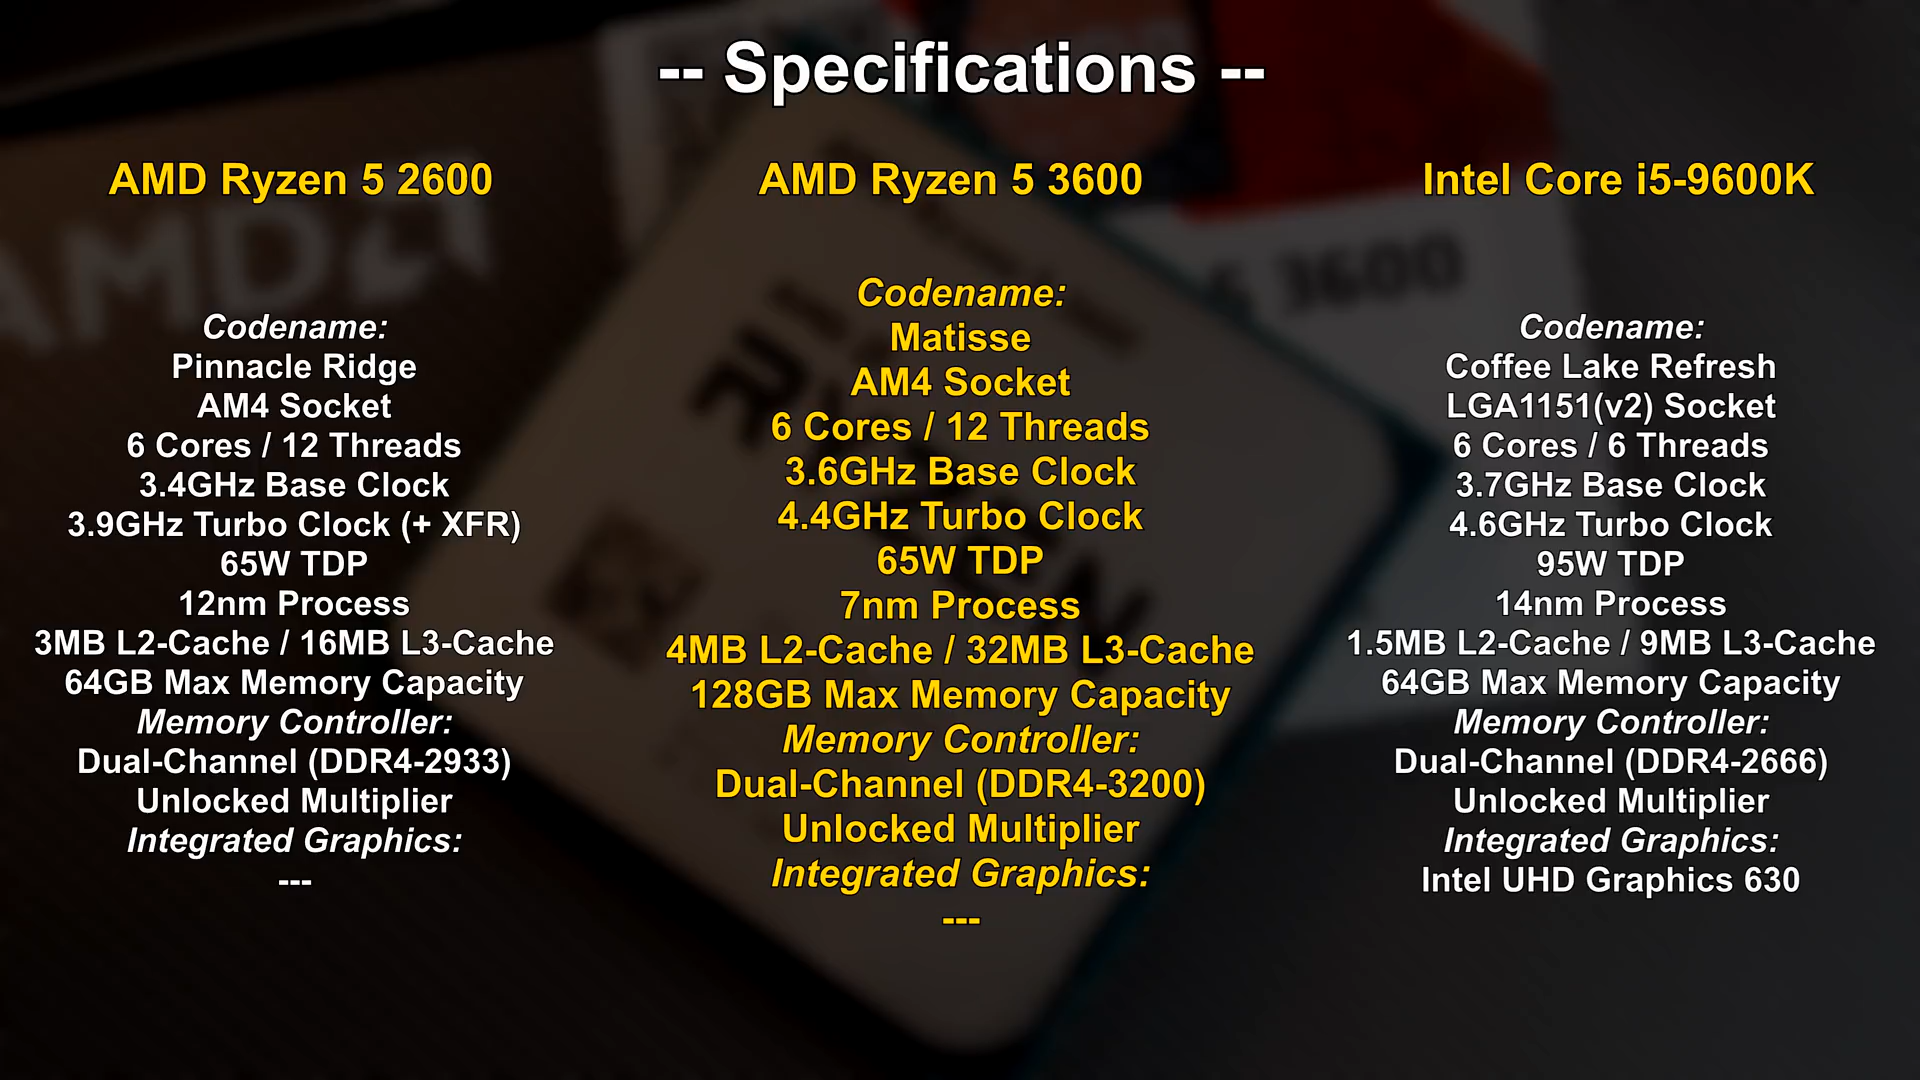 -- Specifications --
AMD Ryzen 5 2600
Codename:
Pinnacle Ridge
AM4 Socket
6 Cores / 12 Threads
3.4GHz Base Clock
3.9GHz Turbo Clock (+ XFR)
65W TDP
12nm Process
3MB L2-Cache / 16MB L3-Cache
64GB Max Memory Capacity
Memory Controller:
Dual-Channel (DDR4-2933)
Unlocked Multiplier
Integrated Graphics:
---
AMD Ryzen 5 3600
Codename:
Matisse
AM4 Socket
6 Cores / 12 Threads
3.6GHz Base Clock
4.4GHz Turbo Clock
65W TDP
7nm Process
4MB L2-Cache / 32MB L3-Cache
128GB Max Memory Capacity
Memory Controller:
Dual-Channel (DDR4-3200)
Unlocked Multiplier
Integrated Graphics:
---
Intel Core i5-9600K
Codename:
Coffee Lake Refresh
LGA1151(v2) Socket
6 Cores / 6 Threads
3.7GHz Base Clock
4.6GHz Turbo Clock
95W TDP
14nm Process
1.5MB L2-Cache / 9MB L3-Cache
64GB Max Memory Capacity
Memory Controller:
Dual-Channel (DDR4-2666)
Unlocked Multiplier
Integrated Graphics:
Intel UHD Graphics 630
AMD
5 3600
RYZEN